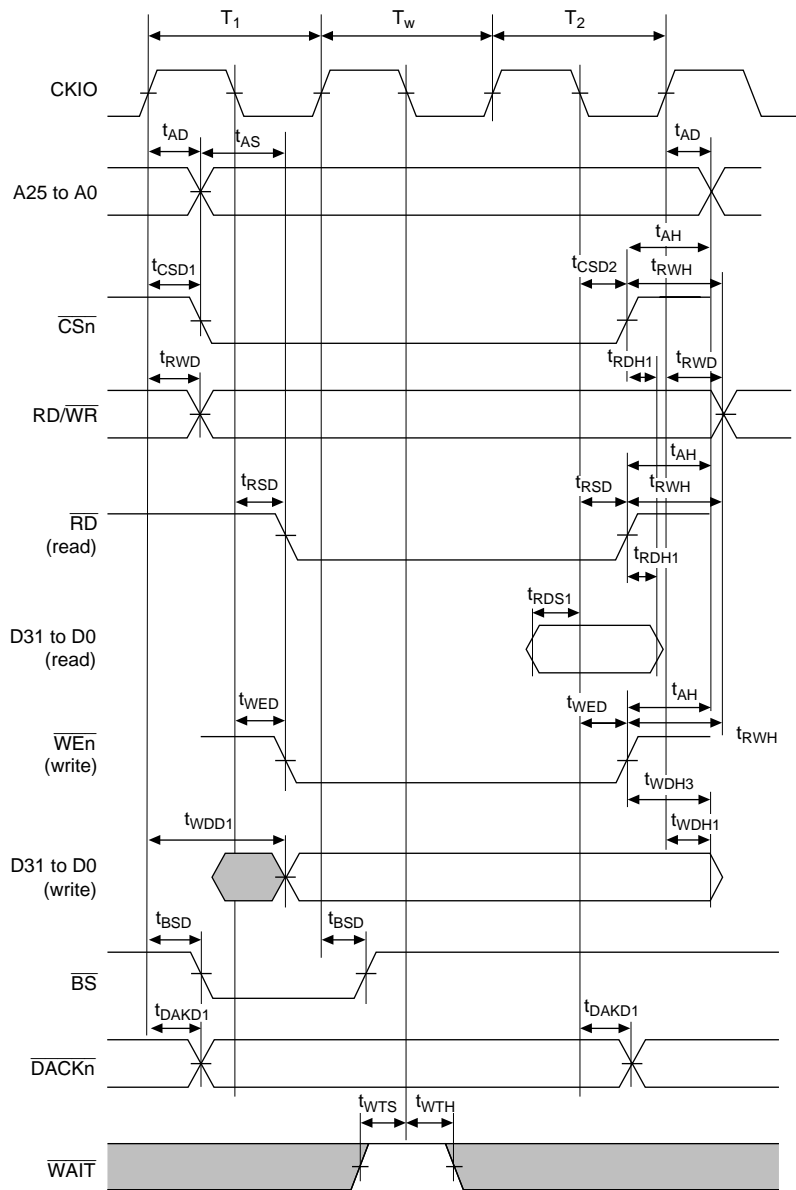 T1 Tw T2
CKIO
tAD tAS tAD
A25 to A0
tAH
tCSD1 tCSD2 tRWH
CSn
tRDH1
tRWD tRWD
RD/WR
tAH
tRSD tRSD tRWH
RD
(read)
tRDH1
tRDS1
D31 to D0
(read)
tAH
tWED tWED
tRWH
WEn
(write)
tWDH3
tWDD1 tWDH1
D31 to D0
(write)
tBSD tBSD
BS
tDAKD1 tDAKD1
DACKn
tWTS tWTH
WAIT